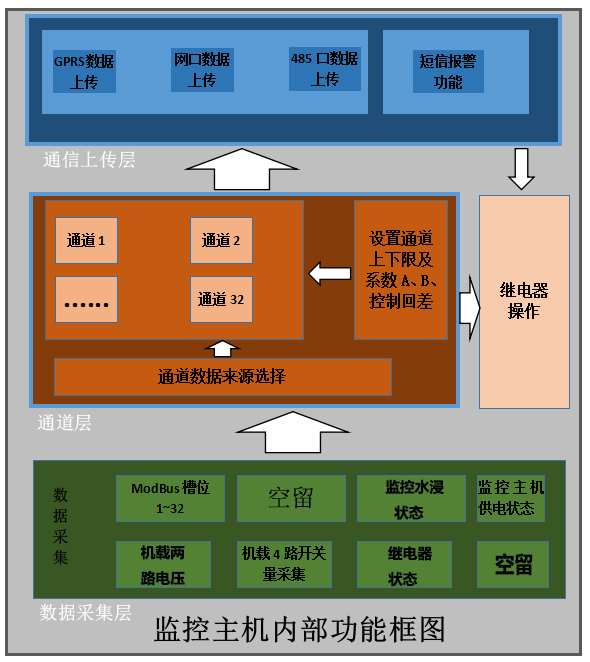 GPRS数据
上传
网口数据
上传
485 口数据
上传
短信报警
功能
通信上传层
通道 1
通道 2
……
通道 32
设置通道
上下限及
系数 A、B、
控制回差
继电器
操作
通道数据来源选择
通道层
数据采集
ModBus 槽位
1~32
空留
监控水浸
状态
监控主机
供电状态
机载两
路电压
机载 4 路开关
量采集
继电器
状态
空留
数据采集层
监控主机内部功能框图